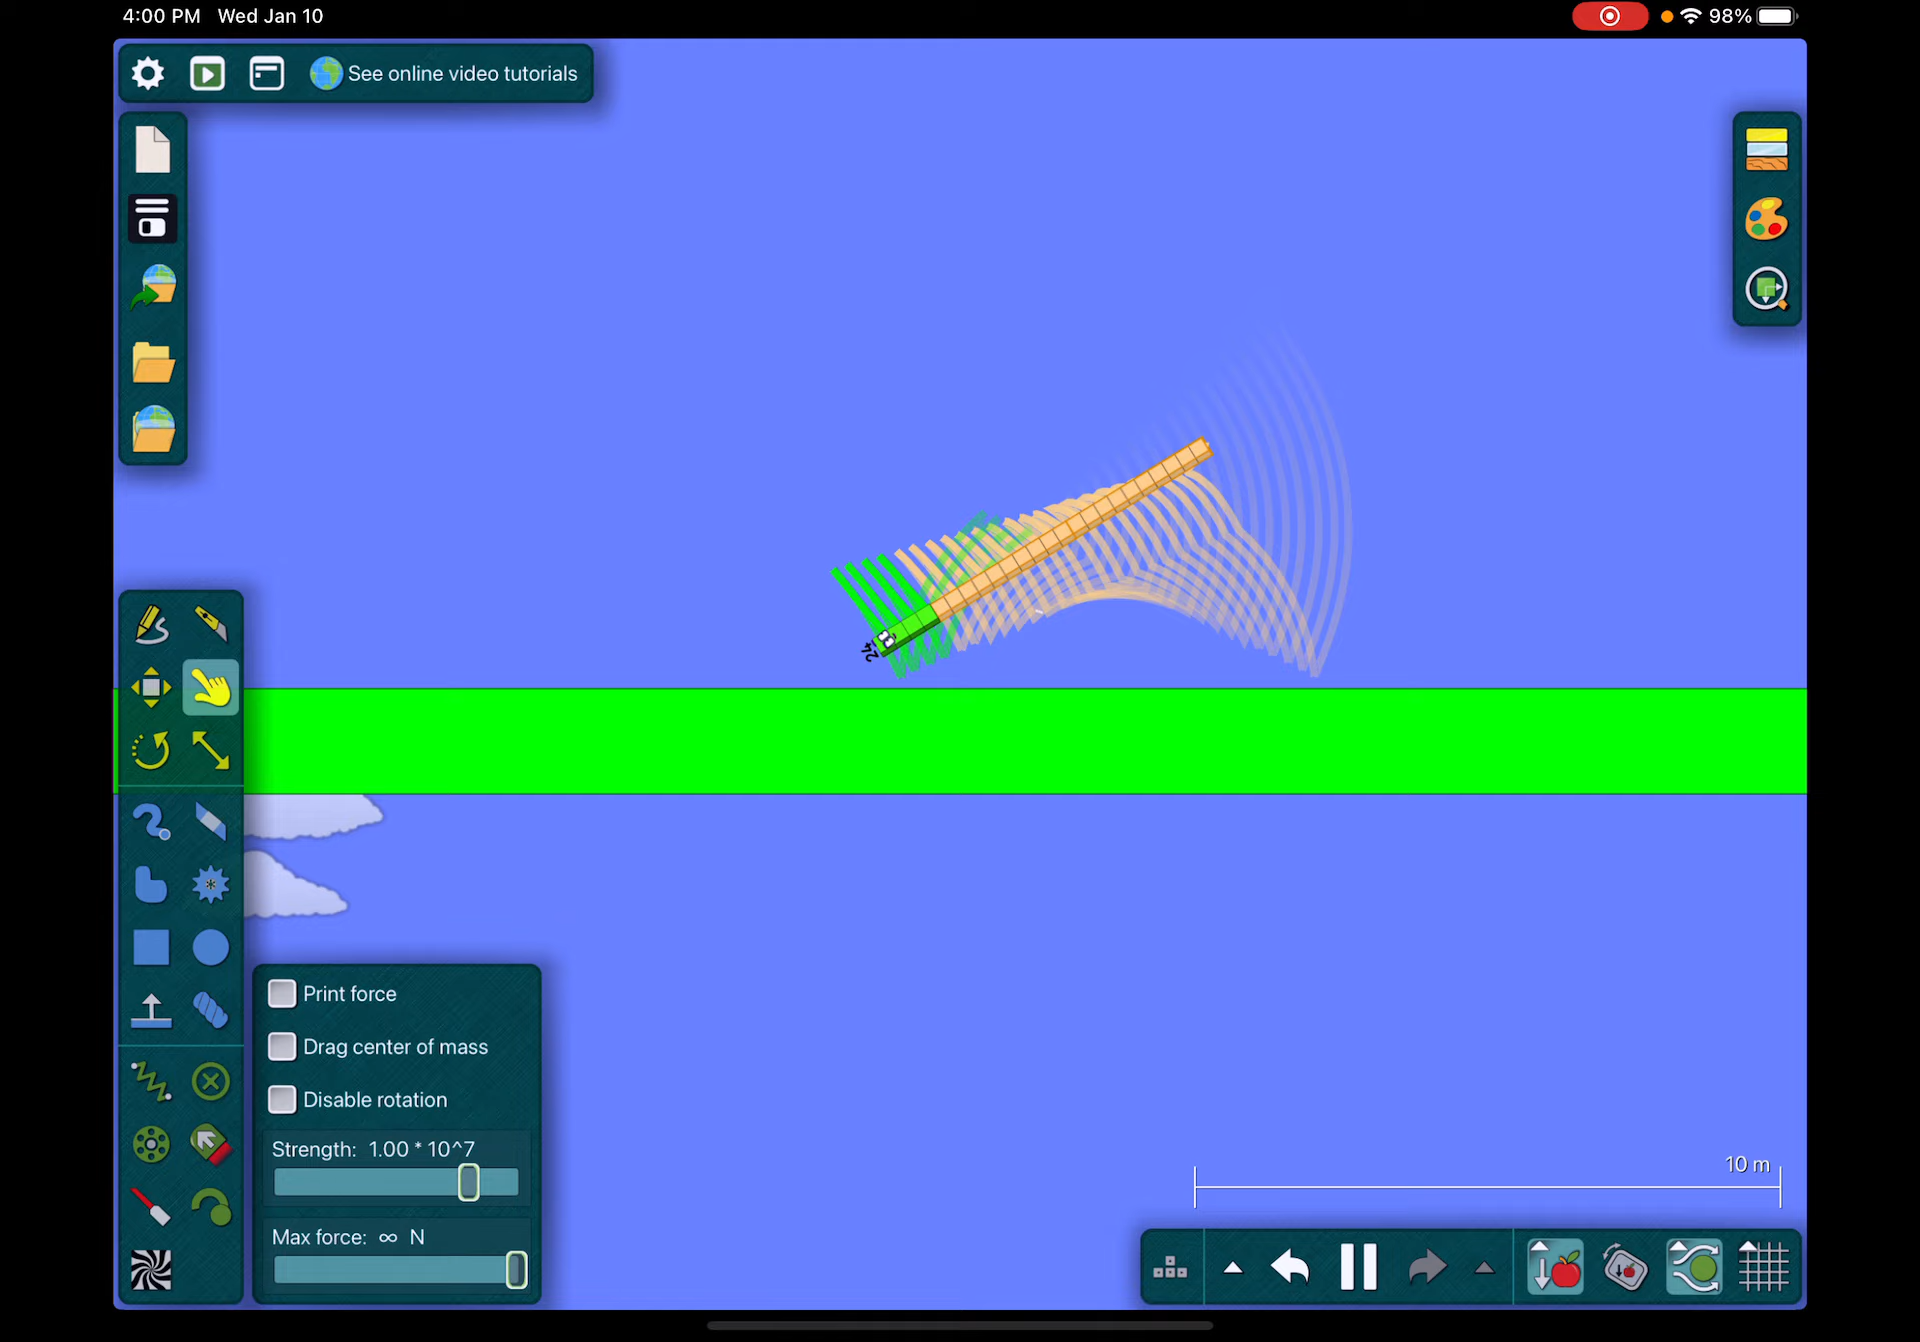 4:00 PM Wed Jan 10
98%
See online video tutorials
24
Print force
Drag center of mass
Disable rotation
Strength: 1.00 * 10^7
Max force: ∞ N
10 m